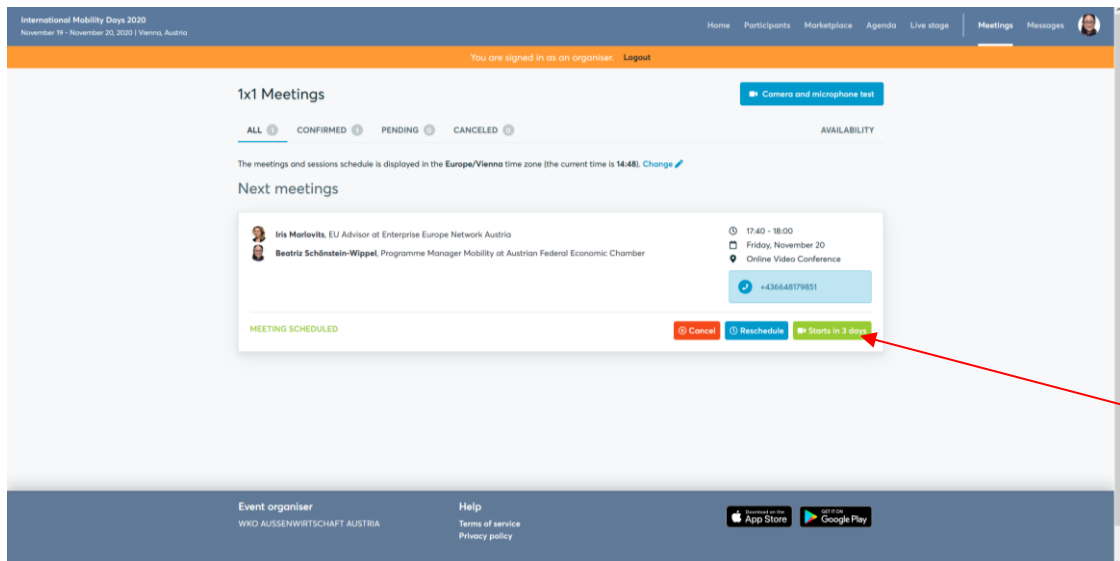 International Mobility Days 2020
November 19 - November 20, 2020 | Vienna, Austria
Home Participants Marketplace Agenda Live stage Meetings Messages
You are signed in as an organiser. Logout
1x1 Meetings
Camera and microphone test
ALL 1 CONFIRMED 1 PENDING 0 CANCELED 0 AVAILABILITY
The meetings and sessions schedule is displayed in the Europe/Vienna time zone (the current time is 14:48). Change
Next meetings
Iris Marlovits, EU Advisor at Enterprise Europe Network Austria
Beatriz Schönstein-Wippel, Programme Manager Mobility at Austrian Federal Economic Chamber
17:40 - 18:00
Friday, November 20
Online Video Conference
+436648179851
MEETING SCHEDULED
Cancel Reschedule Starts in 3 days
Event organiser
WKO AUSSENWIRTSCHAFT AUSTRIA
Help
Terms of service
Privacy policy
Download on the
App Store
GET IT ON
Google Play